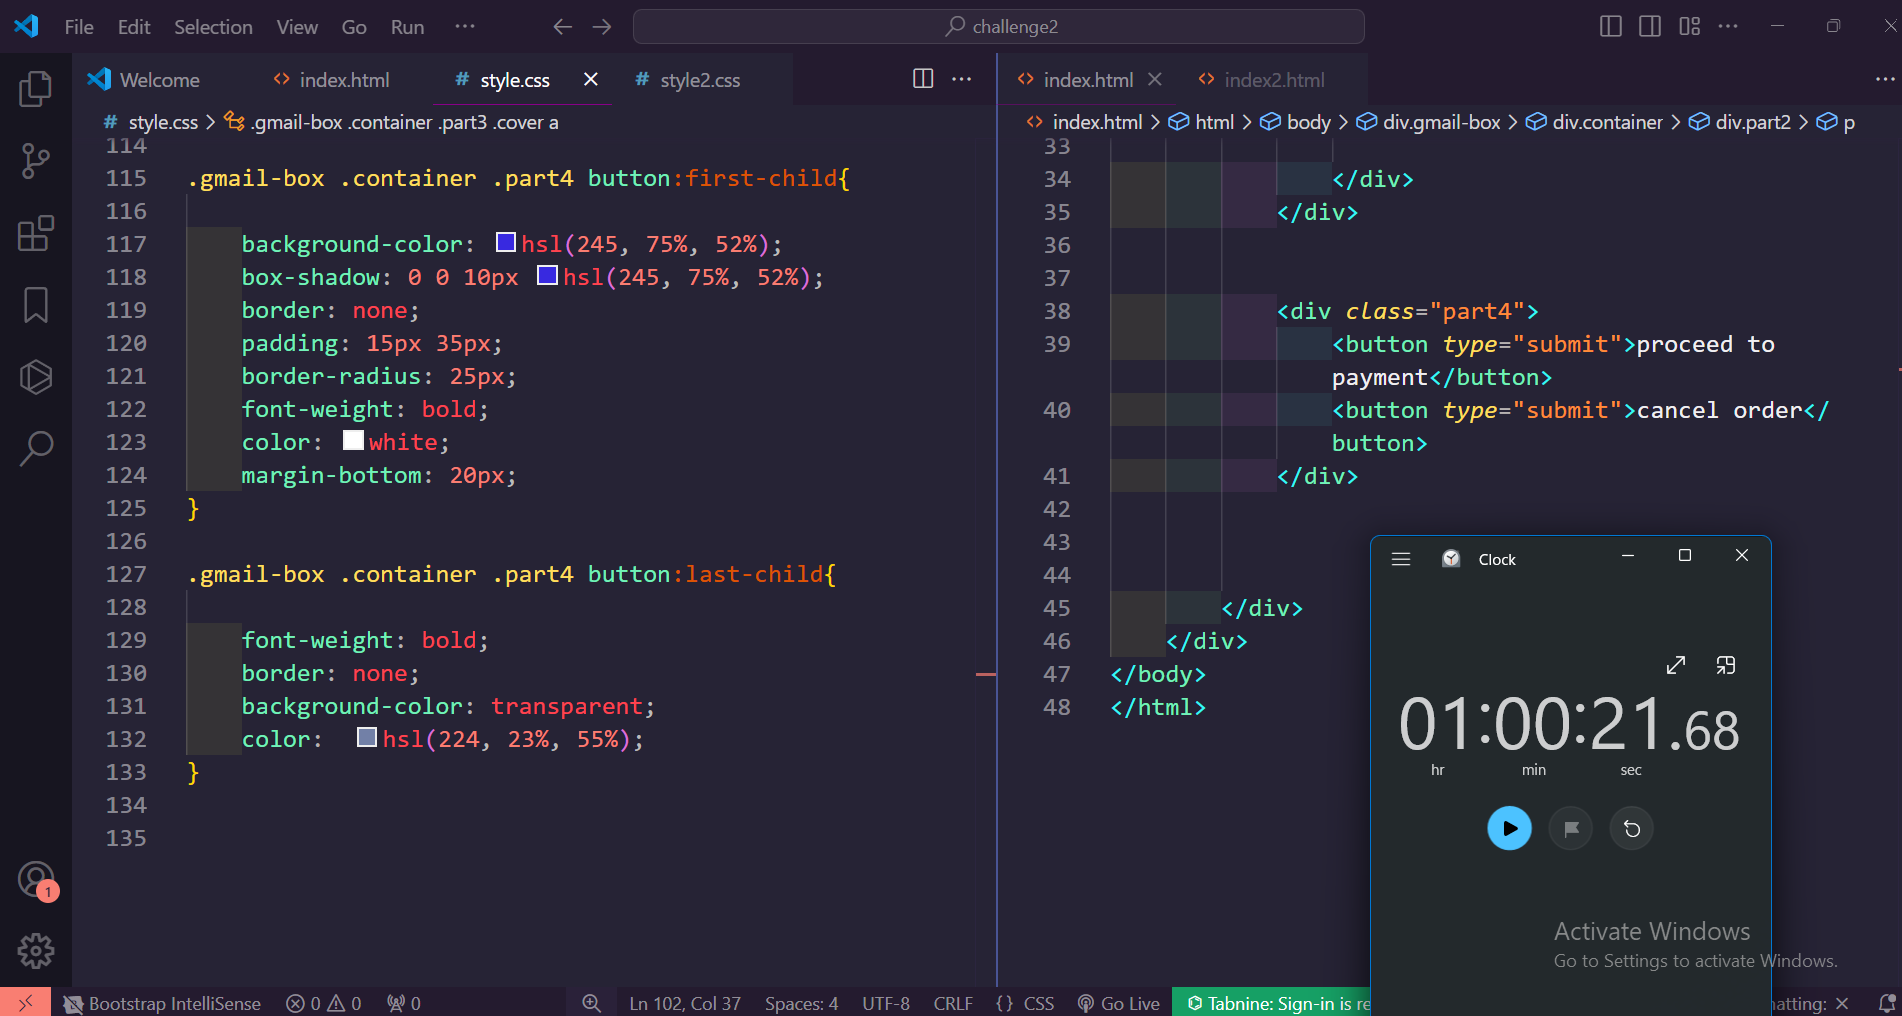 File Edit Selection View Go Run ··· ← → challenge2
Welcome <> index.html # style.css × # style2.css ···
# style.css > .gmail-box .container .part3 .cover a
114
115 .gmail-box .container .part4 button:first-child{
116
117 background-color: hsl(245, 75%, 52%);
118 box-shadow: 0 0 10px hsl(245, 75%, 52%);
119 border: none;
120 padding: 15px 35px;
121 border-radius: 25px;
122 font-weight: bold;
123 color: white;
124 margin-bottom: 20px;
125 }
126
127 .gmail-box .container .part4 button:last-child{
128
129 font-weight: bold;
130 border: none;
131 background-color: transparent;
132 color: hsl(224, 23%, 55%);
133 }
134
135
<> index.html × <> index2.html ···
<> index.html > html > body > div.gmail-box > div.container > div.part2 > p
33
34 </div>
35 </div>
36
37
38 <div class="part4">
39 <button type="submit">proceed to
payment</button>
40 <button type="submit">cancel order</
button>
41 </div>
42
43
44
45 </div>
46 </div>
47 </body>
48 </html>
Clock
01:00:21.68
hr min sec
Activate Windows
Go to Settings to activate Windows.
1
Bootstrap IntelliSense 0 0 0 Ln 102, Col 37 Spaces: 4 UTF-8 CRLF {} CSS Go Live Tabnine: Sign-in is re
atting: ×